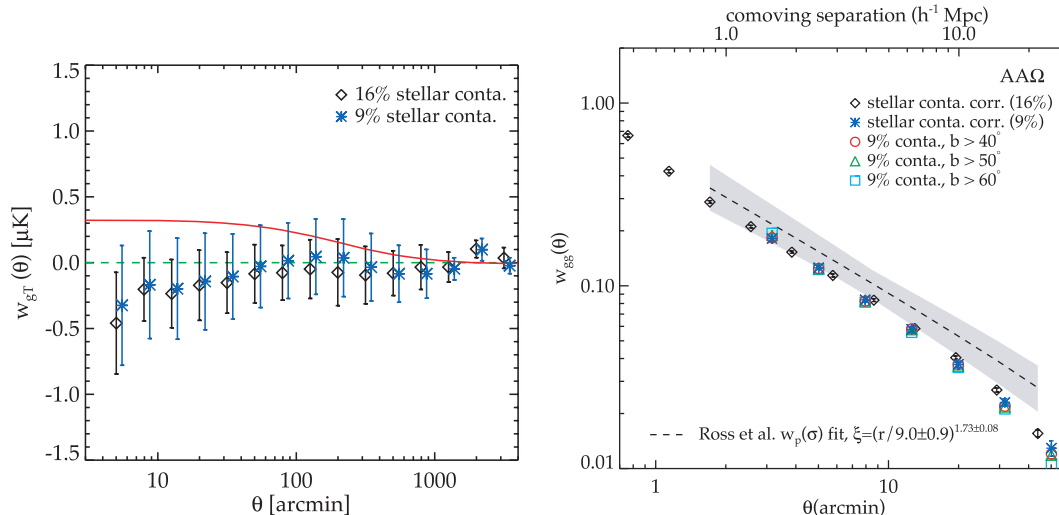 1.5
1.0
0.5
0.0
-0.5
-1.0
-1.5
w_gT (θ) [μK]
16% stellar conta.
9% stellar conta.
10
100
1000
θ [arcmin]
comoving separation (h⁻¹ Mpc)
1.0
10.0
AAΩ
1.00
0.10
0.01
w_gg(θ)
stellar conta. corr. (16%)
stellar conta. corr. (9%)
9% conta., b > 40°
9% conta., b > 50°
9% conta., b > 60°
Ross et al. w_p(σ) fit, ξ=(r/9.0±0.9)^1.73±0.08
1
10
θ(arcmin)